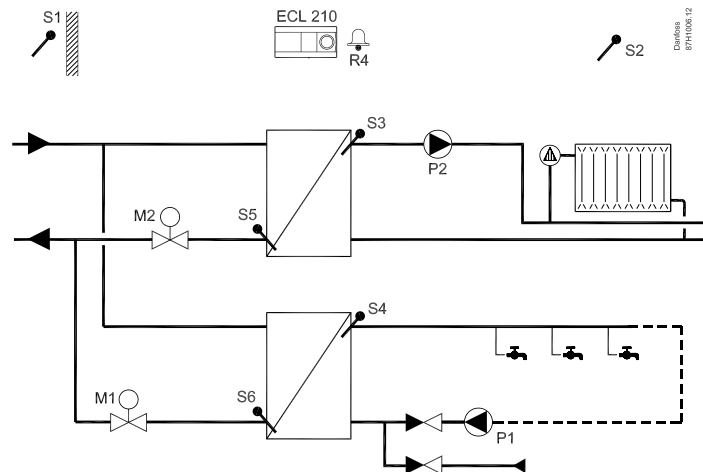 S1
ECL 210
R4
S2
Danfoss
87H1006.12
S3
P2
M2
S5
S4
M1
S6
P1